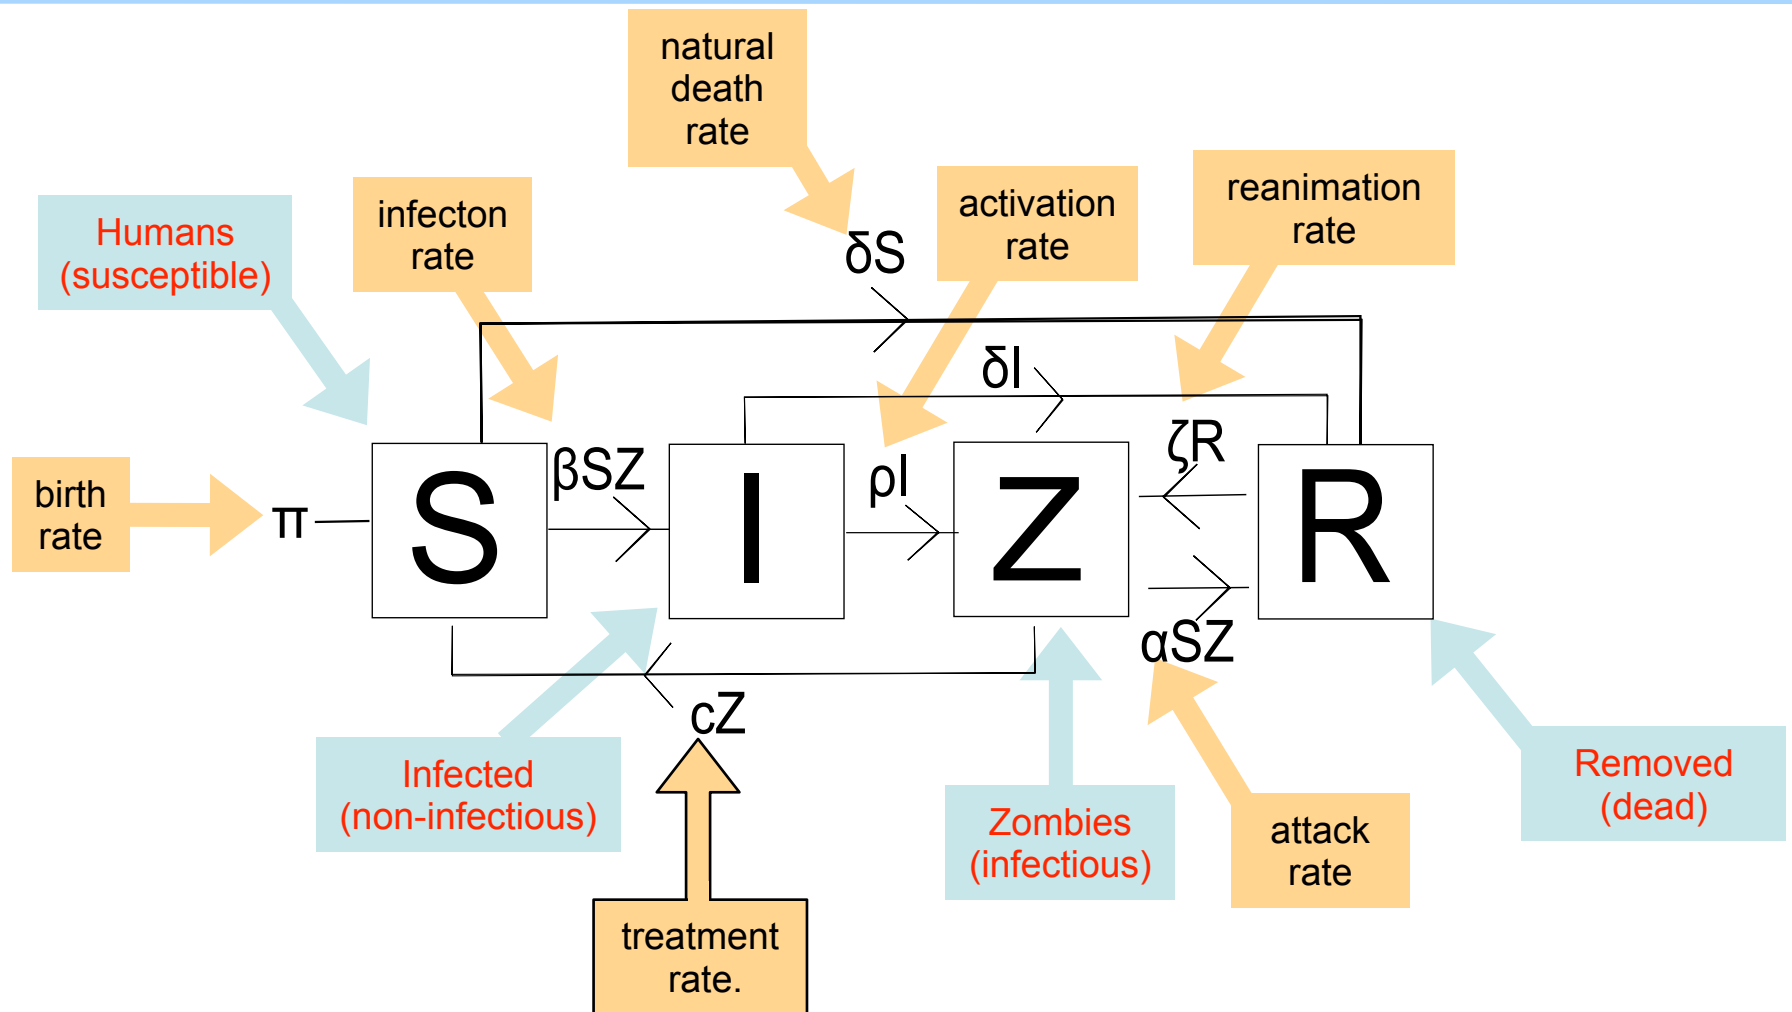 natural
death
rate
Humans
(susceptible)
infecton
rate
activation
rate
reanimation
rate
δS
δI
birth
rate
π
S
βSZ
I
ρI
Z
ζR
R
αSZ
cZ
Infected
(non-infectious)
Zombies
(infectious)
attack
rate
Removed
(dead)
treatment
rate.